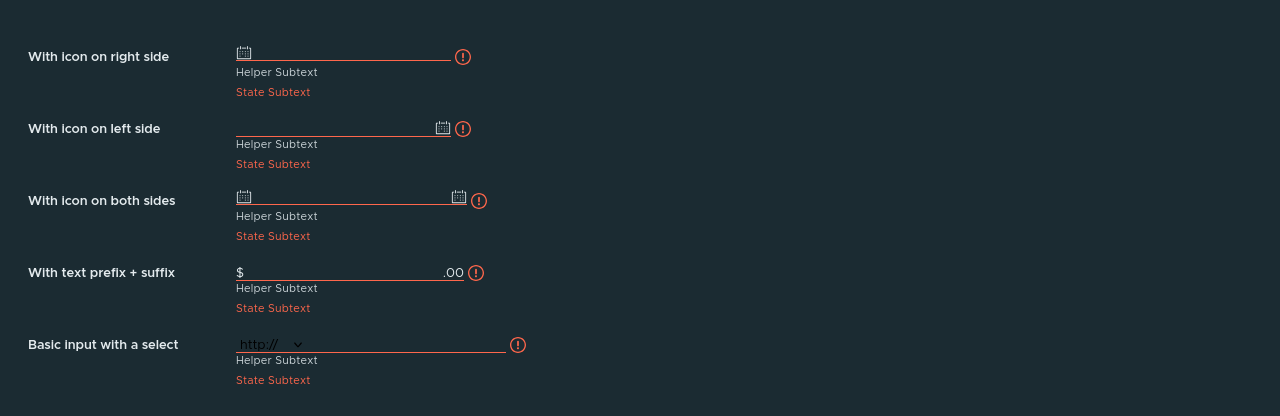 With icon on right side
Helper Subtext
State Subtext
With icon on left side
Helper Subtext
State Subtext
With icon on both sides
Helper Subtext
State Subtext
With text prefix + suffix $ .00
Helper Subtext
State Subtext
Basic input with a select http://
Helper Subtext
State Subtext